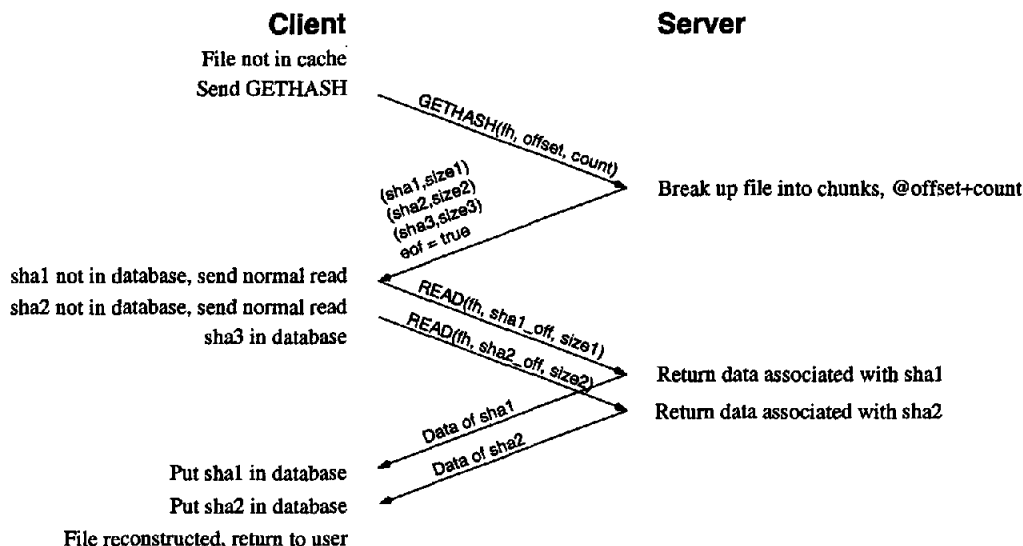 Client
Server
File not in cache
Send GETHASH
GETHASH(fh, offset, count)
Break up file into chunks, @offset+count
(sha1,size1)
(sha2,size2)
(sha3,size3)
eof = true
sha1 not in database, send normal read
sha2 not in database, send normal read
sha3 in database
READ(fh, sha1_off, size1)
READ(fh, sha2_off, size2)
Return data associated with sha1
Return data associated with sha2
Data of sha1
Data of sha2
Put sha1 in database
Put sha2 in database
File reconstructed, return to user